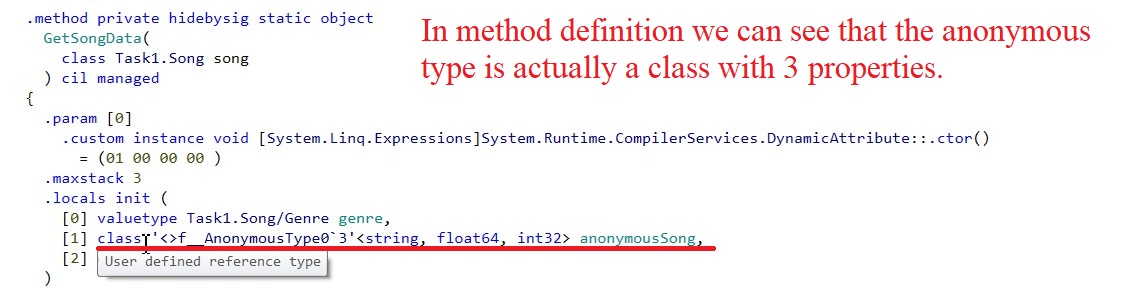 .method private hidebysig static object
GetSongData(
class Task1.Song song
) cil managed
{
.param [0]
.custom instance void [System.Linq.Expressions]System.Runtime.CompilerServices.DynamicAttribute::.ctor()
= (01 00 00 00 )
.maxstack 3
.locals init (
[0] valuetype Task1.Song/Genre genre,
[1] class '<>f__AnonymousType0`3'<string, float64, int32> anonymousSong,
[2]
User defined reference type
)
In method definition we can see that the anonymous
type is actually a class with 3 properties.